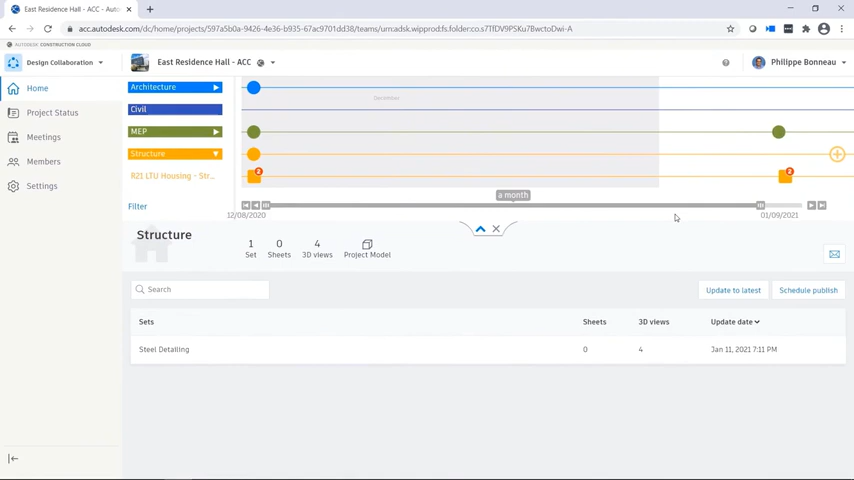 East Residence Hall - ACC - Auto
acc.autodesk.com/dc/home/projects/597a5b0a-9426-4e36-b935-67ac9701dd38/teams/urn:adsk.wipprod:fs.folder:co.s7TfDV9PSKu7BwctoDwi-A
AUTODESK CONSTRUCTION CLOUD
Design Collaboration
East Residence Hall - ACC
Philippe Bonneau
Home
Project Status
Meetings
Members
Settings
Architecture
December
Civil
MEP
Structure
R21 LTU Housing - Str...
2
2
Filter
a month
12/08/2020
01/09/2021
Structure
1
Set
0
Sheets
4
3D views
Project Model
Search
Update to latest
Schedule publish
Sets
Sheets
3D views
Update date
Steel Detailing
0
4
Jan 11, 2021 7:11 PM